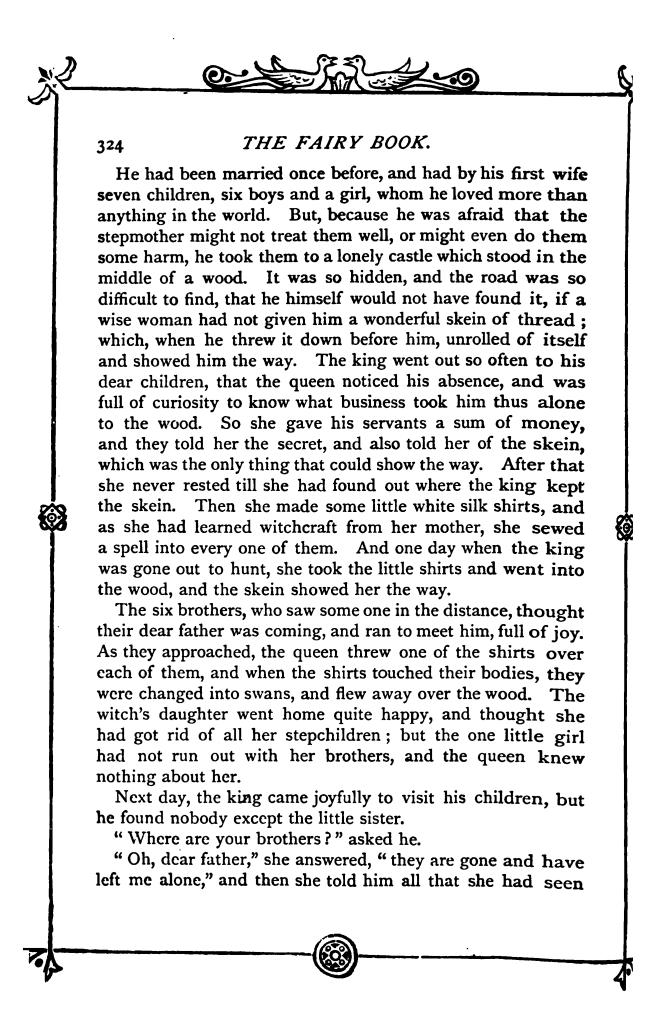 324 THE FAIRY BOOK.
He had been married once before, and had by his first wife
seven children, six boys and a girl, whom he loved more than
anything in the world. But, because he was afraid that the
stepmother might not treat them well, or might even do them
some harm, he took them to a lonely castle which stood in the
middle of a wood. It was so hidden, and the road was so
difficult to find, that he himself would not have found it, if a
wise woman had not given him a wonderful skein of thread ;
which, when he threw it down before him, unrolled of itself
and showed him the way. The king went out so often to his
dear children, that the queen noticed his absence, and was
full of curiosity to know what business took him thus alone
to the wood. So she gave his servants a sum of money,
and they told her the secret, and also told her of the skein,
which was the only thing that could show the way. After that
she never rested till she had found out where the king kept
the skein. Then she made some little white silk shirts, and
as she had learned witchcraft from her mother, she sewed
a spell into every one of them. And one day when the king
was gone out to hunt, she took the little shirts and went into
the wood, and the skein showed her the way.
The six brothers, who saw some one in the distance, thought
their dear father was coming, and ran to meet him, full of joy.
As they approached, the queen threw one of the shirts over
each of them, and when the shirts touched their bodies, they
were changed into swans, and flew away over the wood. The
witch's daughter went home quite happy, and thought she
had got rid of all her stepchildren ; but the one little girl
had not run out with her brothers, and the queen knew
nothing about her.
Next day, the king came joyfully to visit his children, but
he found nobody except the little sister.
" Where are your brothers ? " asked he.
" Oh, dear father," she answered, " they are gone and have
left me alone," and then she told him all that she had seen